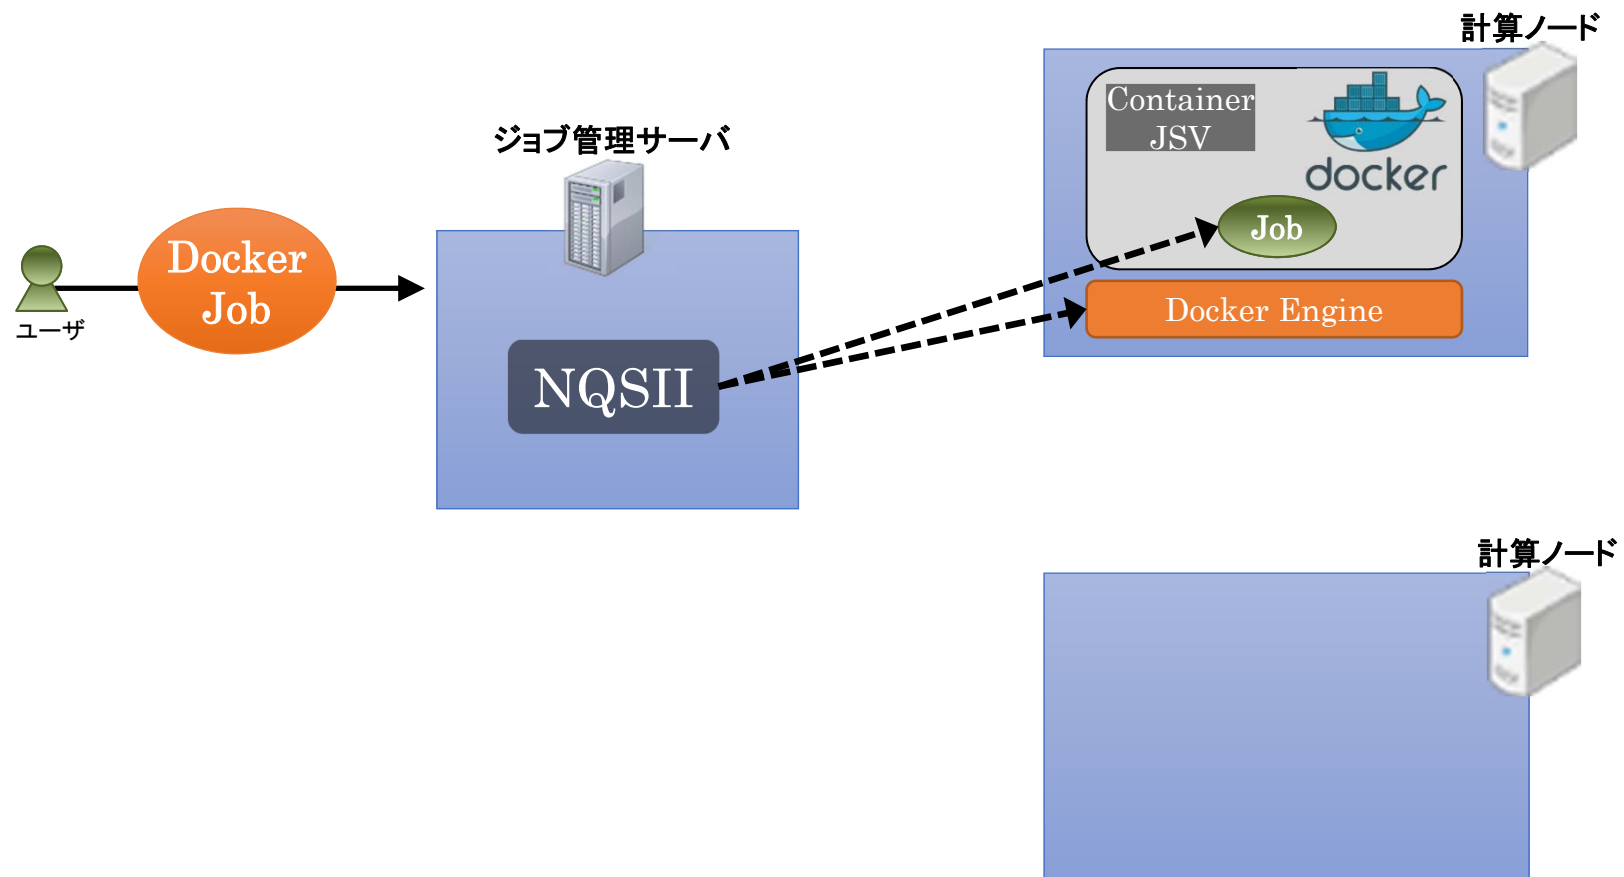 計算ノード
Container
JSV
docker
ジョブ管理サーバ
Job
Docker
Job
Docker Engine
ユーザ
NQSII
計算ノード